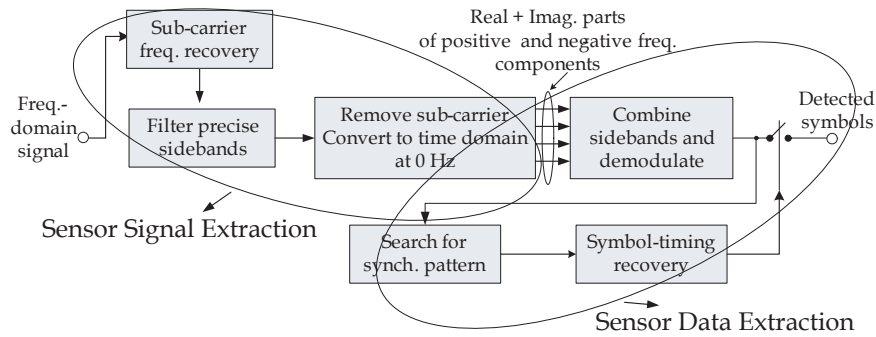 Sub-carrier
freq. recovery
Real + Imag. parts
of positive and negative freq.
components
Freq.-
domain
signal
Filter precise
sidebands
Remove sub-carrier
Convert to time domain
at 0 Hz
Combine
sidebands and
demodulate
Detected
symbols
Sensor Signal Extraction
Search for
synch. pattern
Symbol-timing
recovery
Sensor Data Extraction